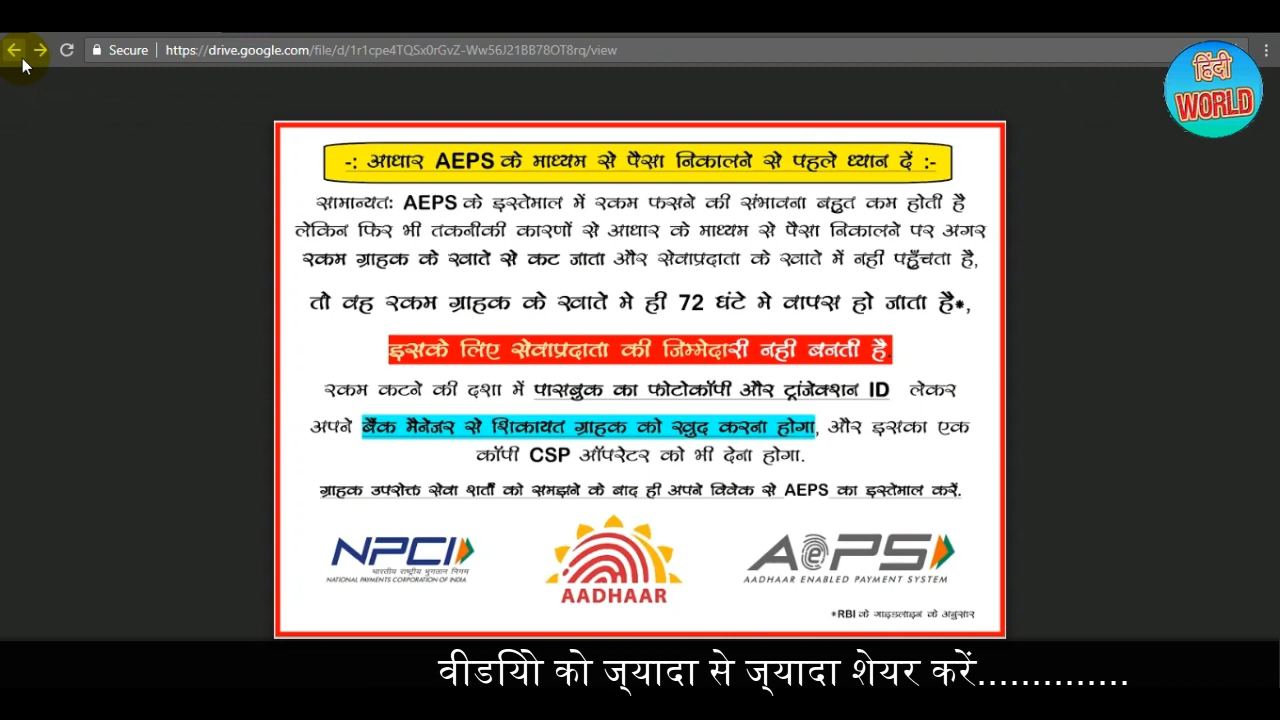 Secure | https://drive.google.com/file/d/1r1cpe4TQSx0rGvZ-Ww56J21BB78OT8rq/view
हिंदी
WORLD
-: आधार AEPS के माध्यम से पैसा निकालने से पहले ध्यान दें :-
सामान्यत: AEPS के इस्तेमाल में रकम फसने की संभावना बहुत कम होती है
लेकिन फिर भी तकनीकी कारणों से आधार के माध्यम से पैसा निकालने पर अगर
रकम ग्राहक के खाते से कट जाता और सेवाप्रदाता के खाते में नही पहुँचता है,
तो वह रकम ग्राहक के खाते मे ही 72 घंटे मे वापस हो जाता है*,
इसके लिए सेवाप्रदाता की जिम्मेदारी नही बनती है.
रकम कटने की दशा में पासबुक का फोटोकॉपी और ट्रांजेक्शन ID लेकर
अपने बैंक मैनेजर से शिकायत ग्राहक को खुद करना होगा, और इसका एक
कॉपी CSP ऑपरेटर को भी देना होगा.
ग्राहक उपरोक्त सेवा शर्तों को समझने के बाद ही अपने विवेक से AEPS का इस्तेमाल करें.
NPCI
भारतीय राष्ट्रीय भुगतान निगम
NATIONAL PAYMENTS CORPORATION OF INDIA
AADHAAR
AePS
AADHAAR ENABLED PAYMENT SYSTEM
*RBI के गाइडलाइन के अनुसार
वीडियो को ज्यादा से ज्यादा शेयर करें..............